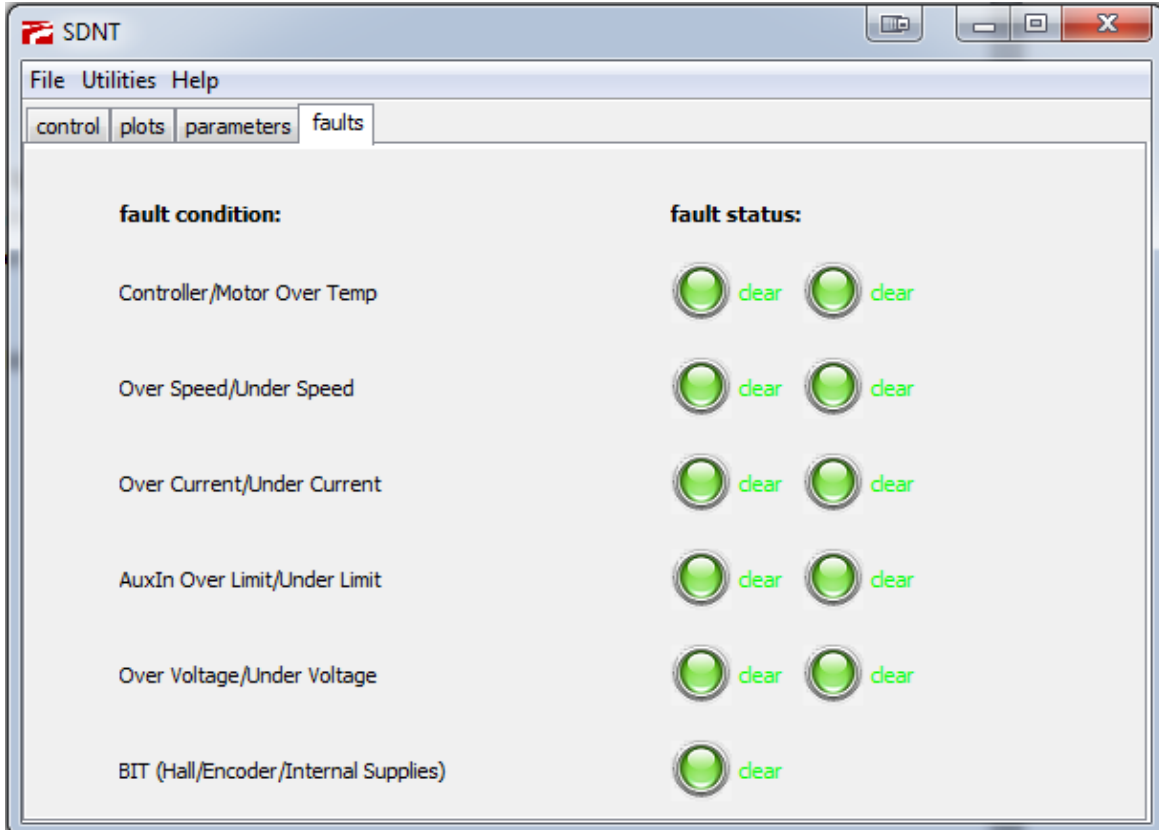 SDNT
File Utilities Help
control plots parameters faults
fault condition: fault status:
Controller/Motor Over Temp clear clear
Over Speed/Under Speed clear clear
Over Current/Under Current clear clear
AuxIn Over Limit/Under Limit clear clear
Over Voltage/Under Voltage clear clear
BIT (Hall/Encoder/Internal Supplies) clear